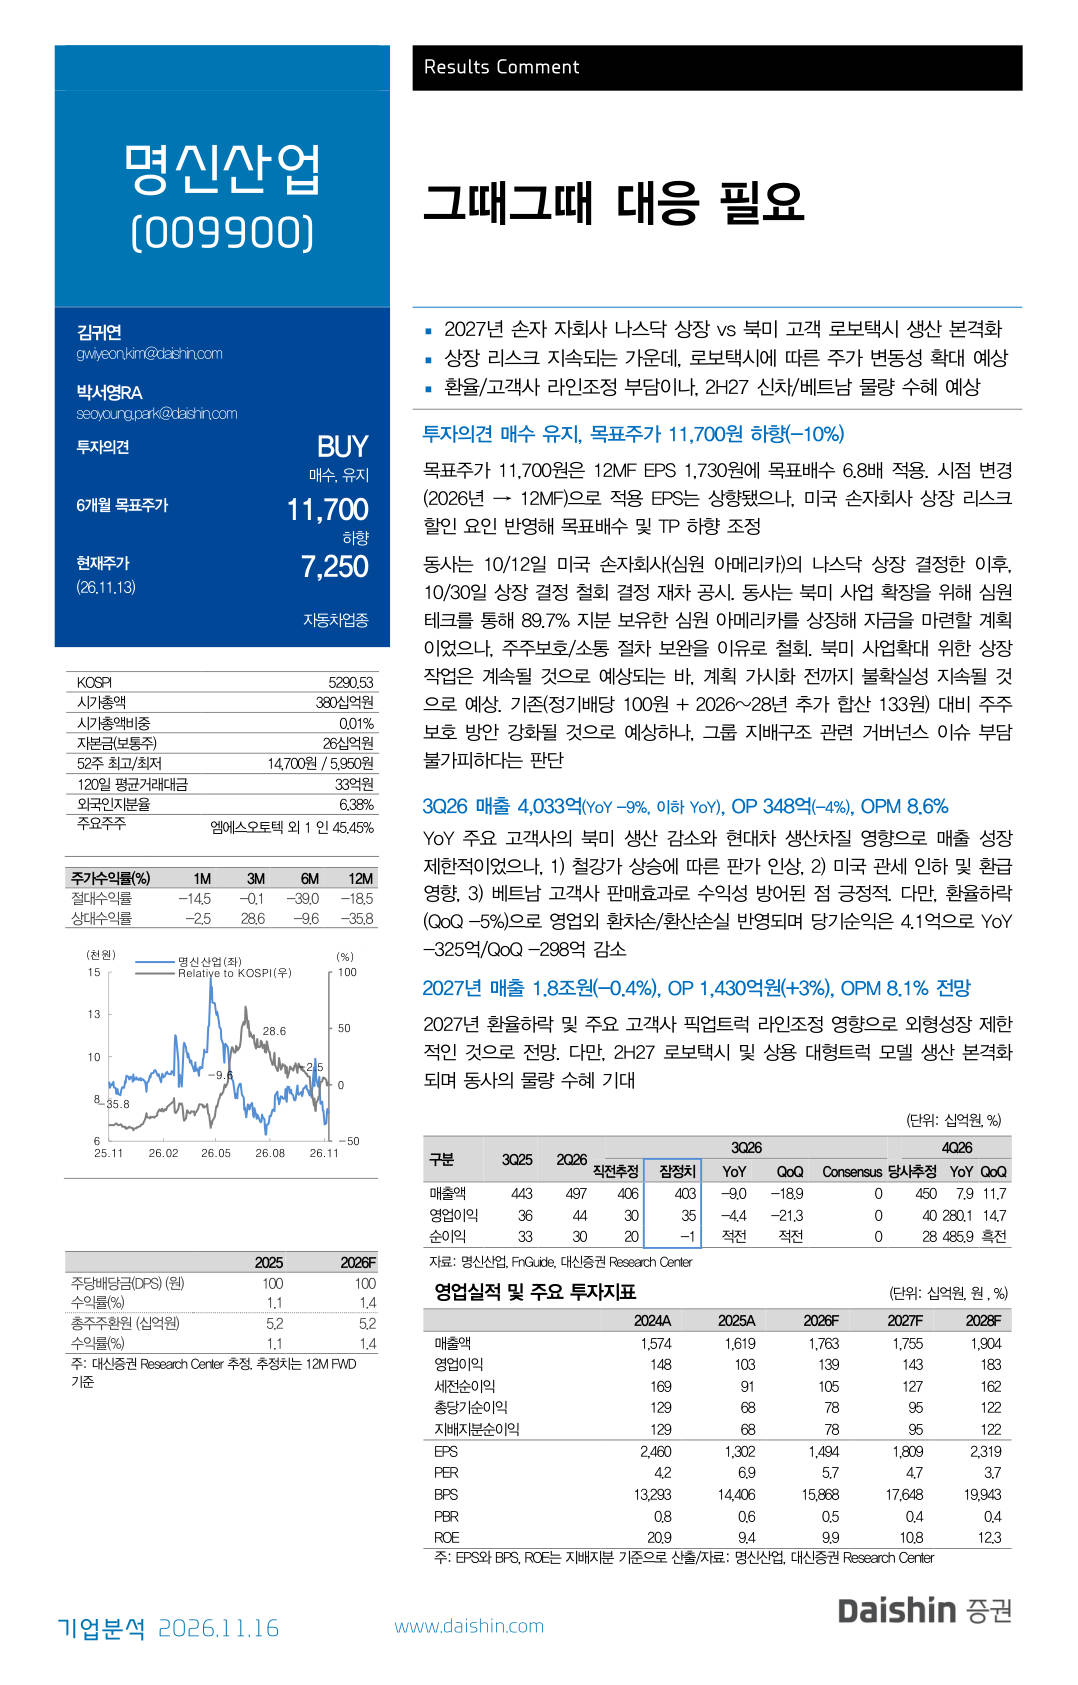 Results Comment
명신산업
(009900)
그때그때 대응 필요
김귀연
gwiyeon.kim@daishin.com
박서영RA
seoyoung.park@daishin.com
투자의견 BUY
매수, 유지
6개월 목표주가 11,700
하향
현재주가 7,250
(26.11.13)
자동차업종
KOSPI 5290.53
시가총액 380십억원
시가총액비중 0.01%
자본금(보통주) 26십억원
52주 최고/최저 14,700원 / 5,950원
120일 평균거래대금 33억원
외국인지분율 6.38%
주요주주 엠에스오토텍 외 1 인 45.45%
주가수익률(%) 1M 3M 6M 12M
절대수익률 -14.5 -0.1 -39.0 -18.5
상대수익률 -2.5 28.6 -9.6 -35.8
(천원) (%)
명신산업(좌)
Relative to KOSPI(우)
15 100
13 50
10 0
8 -50
6
28.6
-2.5
-9.6
-35.8
25.11 26.02 26.05 26.08 26.11
2025 2026F
주당배당금(DPS) (원) 100 100
수익률(%) 1.1 1.4
총주주환원 (십억원) 5.2 5.2
수익률(%) 1.1 1.4
주: 대신증권 Research Center 추정. 추정치는 12M FWD
기준
▪ 2027년 손자 자회사 나스닥 상장 vs 북미 고객 로보택시 생산 본격화
▪ 상장 리스크 지속되는 가운데, 로보택시에 따른 주가 변동성 확대 예상
▪ 환율/고객사 라인조정 부담이나, 2H27 신차/베트남 물량 수혜 예상
투자의견 매수 유지, 목표주가 11,700원 하향(-10%)
목표주가 11,700원은 12MF EPS 1,730원에 목표배수 6.8배 적용. 시점 변경
(2026년 → 12MF)으로 적용 EPS는 상향됐으나, 미국 손자회사 상장 리스크
할인 요인 반영해 목표배수 및 TP 하향 조정
동사는 10/12일 미국 손자회사(심원 아메리카)의 나스닥 상장 결정한 이후,
10/30일 상장 결정 철회 결정 재차 공시. 동사는 북미 사업 확장을 위해 심원
테크를 통해 89.7% 지분 보유한 심원 아메리카를 상장해 자금을 마련할 계획
이었으나, 주주보호/소통 절차 보완을 이유로 철회. 북미 사업확대 위한 상장
작업은 계속될 것으로 예상되는 바, 계획 가시화 전까지 불확실성 지속될 것
으로 예상. 기존(정기배당 100원 + 2026~28년 추가 합산 133원) 대비 주주
보호 방안 강화될 것으로 예상하나, 그룹 지배구조 관련 거버넌스 이슈 부담
불가피하다는 판단
3Q26 매출 4,033억(YoY -9%, 이하 YoY), OP 348억(-4%), OPM 8.6%
YoY 주요 고객사의 북미 생산 감소와 현대차 생산차질 영향으로 매출 성장
제한적이었으나, 1) 철강가 상승에 따른 판가 인상, 2) 미국 관세 인하 및 환급
영향, 3) 베트남 고객사 판매효과로 수익성 방어된 점 긍정적. 다만, 환율하락
(QoQ -5%)으로 영업외 환차손/환산손실 반영되며 당기순익은 4.1억으로 YoY
-325억/QoQ -298억 감소
2027년 매출 1.8조원(-0.4%), OP 1,430억원(+3%), OPM 8.1% 전망
2027년 환율하락 및 주요 고객사 픽업트럭 라인조정 영향으로 외형성장 제한
적인 것으로 전망. 다만, 2H27 로보택시 및 상용 대형트럭 모델 생산 본격화
되며 동사의 물량 수혜 기대
(단위: 십억원, %)
구분 3Q25 2Q26 3Q26 4Q26
직전추정 잠정치 YoY QoQ Consensus 당사추정 YoY QoQ
매출액 443 497 406 403 -9.0 -18.9 0 450 7.9 11.7
영업이익 36 44 30 35 -4.4 -21.3 0 40 280.1 14.7
순이익 33 30 20 -1 적전 적전 0 28 485.9 흑전
자료: 명신산업, FnGuide, 대신증권 Research Center
영업실적 및 주요 투자지표 (단위: 십억원, 원 , %)
2024A 2025A 2026F 2027F 2028F
매출액 1,574 1,619 1,763 1,755 1,904
영업이익 148 103 139 143 183
세전순이익 169 91 105 127 162
총당기순이익 129 68 78 95 122
지배지분순이익 129 68 78 95 122
EPS 2,460 1,302 1,494 1,809 2,319
PER 4.2 6.9 5.7 4.7 3.7
BPS 13,293 14,406 15,868 17,648 19,943
PBR 0.8 0.6 0.5 0.4 0.4
ROE 20.9 9.4 9.9 10.8 12.3
주: EPS와 BPS, ROE는 지배지분 기준으로 산출/자료: 명신산업, 대신증권 Research Center
기업분석 2026.11.16
www.daishin.com
Daishin 증권